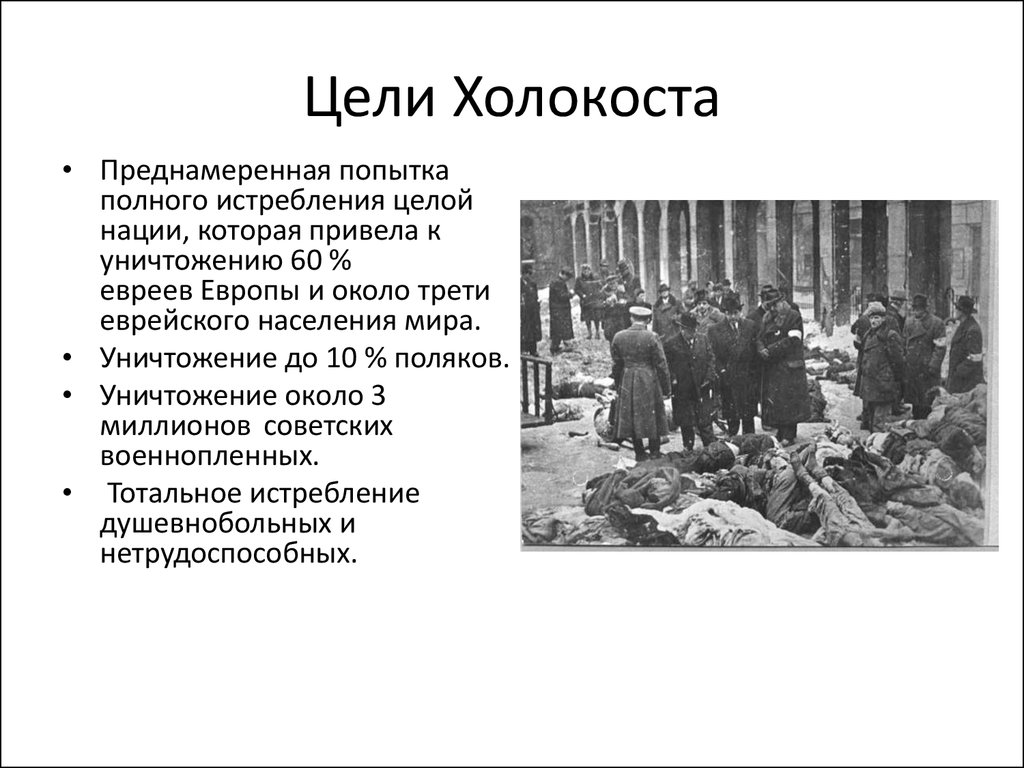 Цели Холокоста
• Преднамеренная попытка
полного истребления целой
нации, которая привела к
уничтожению 60 %
евреев Европы и около трети
еврейского населения мира.
• Уничтожение до 10 % поляков.
• Уничтожение около 3
миллионов советских
военнопленных.
• Тотальное истребление
душевнобольных и
нетрудоспособных.